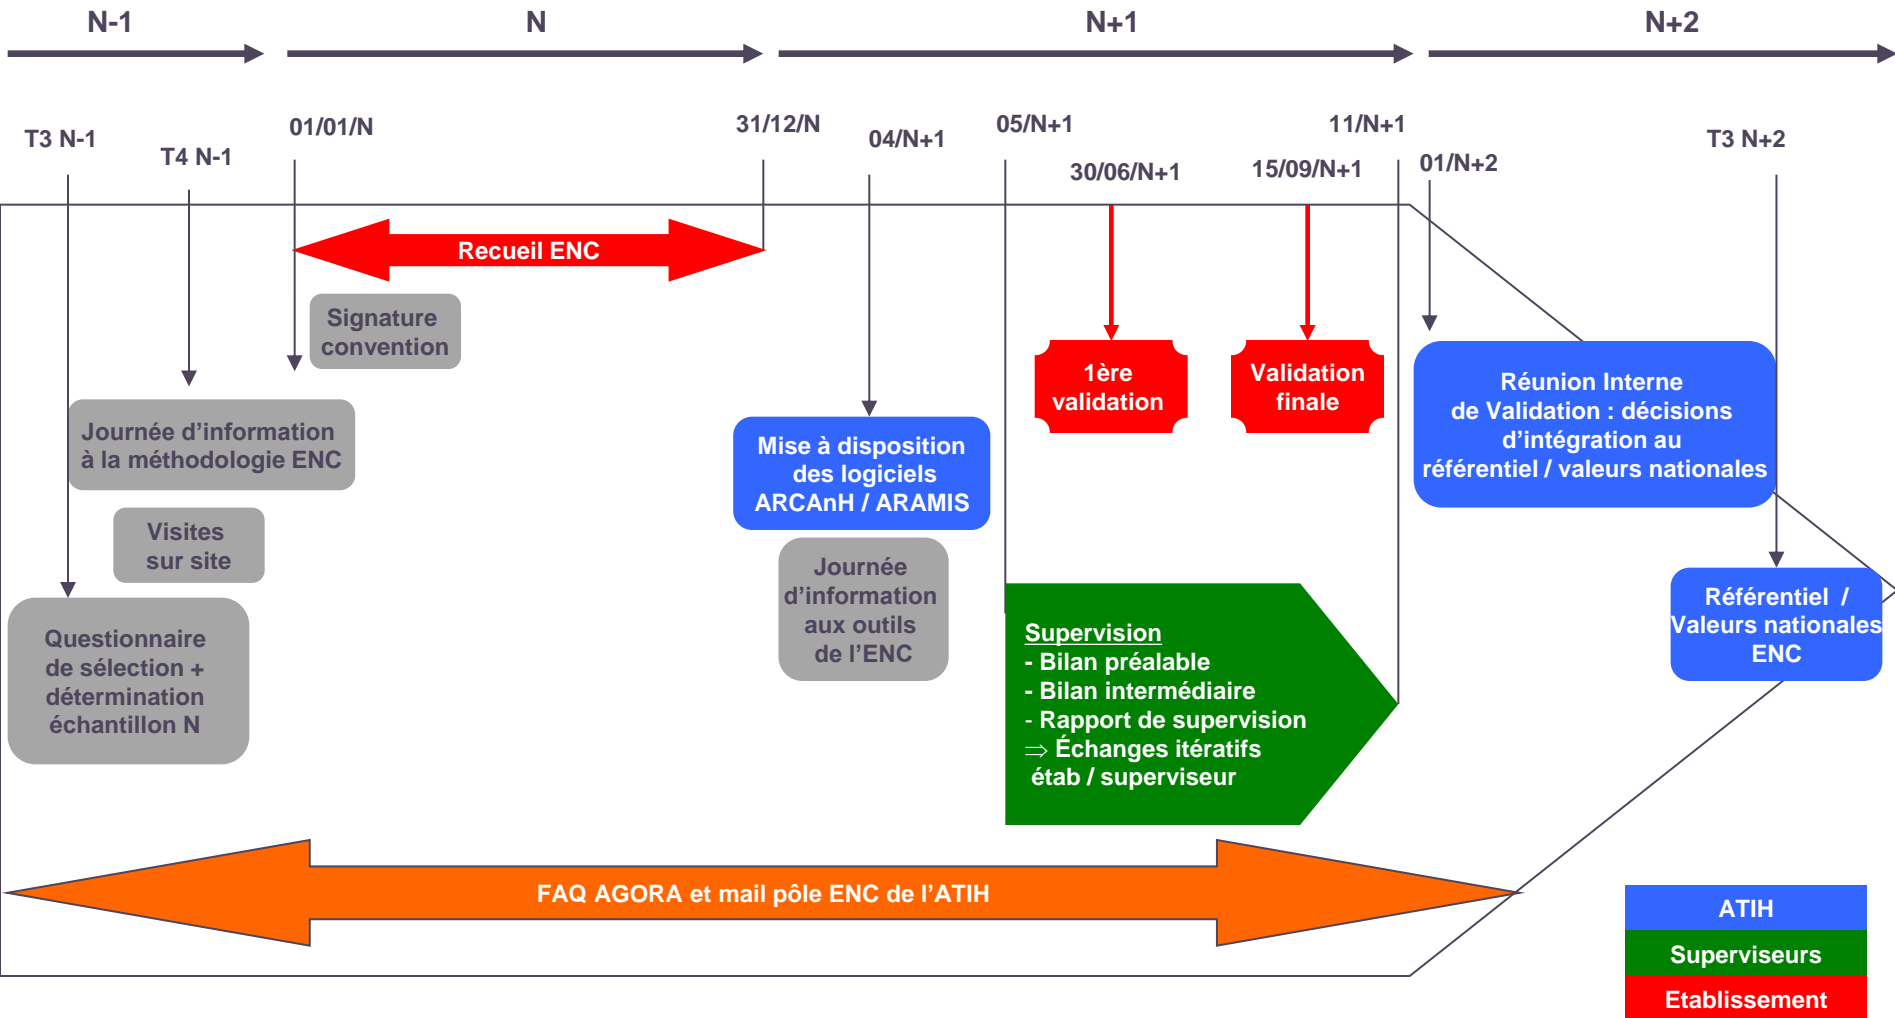 N-1
N
N+1
N+2
T3 N-1
T4 N-1
01/01/N
31/12/N
04/N+1
05/N+1
30/06/N+1
15/09/N+1
11/N+1
01/N+2
T3 N+2
Recueil ENC
Signature
convention
Journée d’information
à la méthodologie ENC
Visites
sur site
Questionnaire
de sélection +
détermination
échantillon N
Mise à disposition
des logiciels
ARCAnH / ARAMIS
Journée
d’information
aux outils
de l’ENC
1ère
validation
Validation
finale
Supervision
- Bilan préalable
- Bilan intermédiaire
- Rapport de supervision
⇒ Échanges itératifs
étab / superviseur
Réunion Interne
de Validation : décisions
d’intégration au
référentiel / valeurs nationales
Référentiel /
Valeurs nationales
ENC
FAQ AGORA et mail pôle ENC de l’ATIH
ATIH
Superviseurs
Etablissement